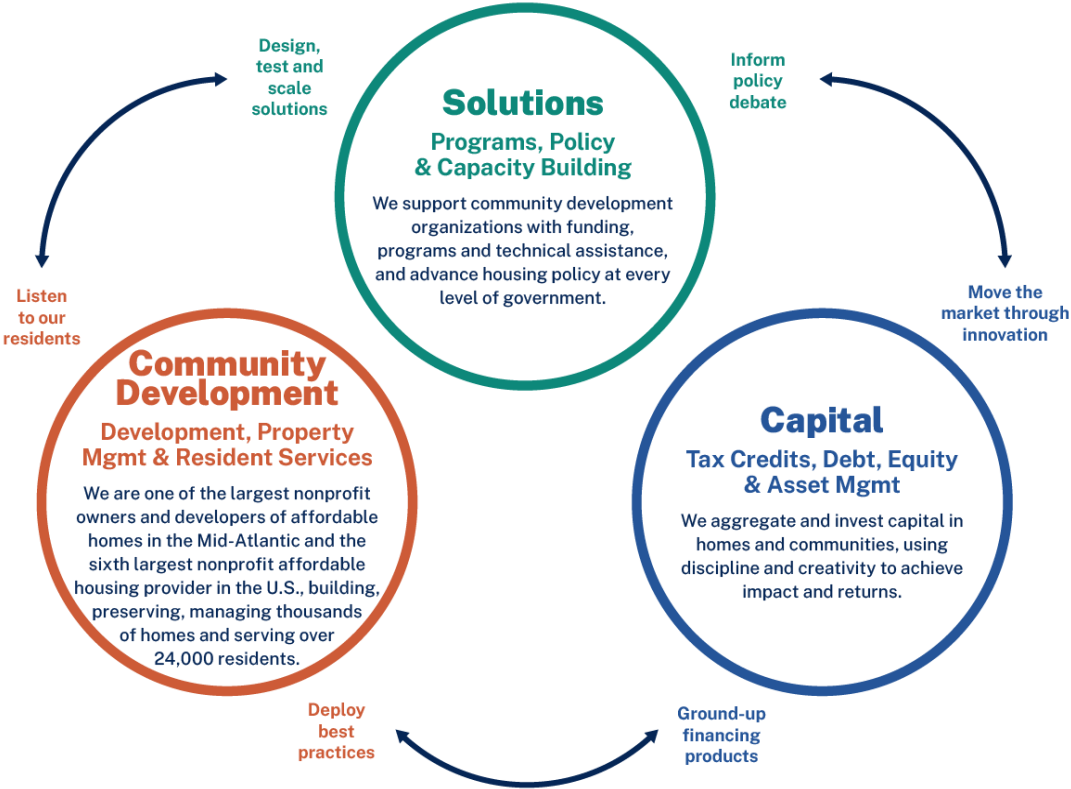 Design,
test and
scale
solutions
Inform
policy
debate
Solutions
Programs, Policy
& Capacity Building
We support community development
organizations with funding,
programs and technical assistance,
and advance housing policy at every
level of government.
Listen
to our
residents
Move the
market through
innovation
Community
Development
Development, Property
Mgmt & Resident Services
We are one of the largest nonprofit
owners and developers of affordable
homes in the Mid-Atlantic and the
sixth largest nonprofit affordable
housing provider in the U.S., building,
preserving, managing thousands
of homes and serving over
24,000 residents.
Capital
Tax Credits, Debt, Equity
& Asset Mgmt
We aggregate and invest capital in
homes and communities, using
discipline and creativity to achieve
impact and returns.
Deploy
best
practices
Ground-up
financing
products